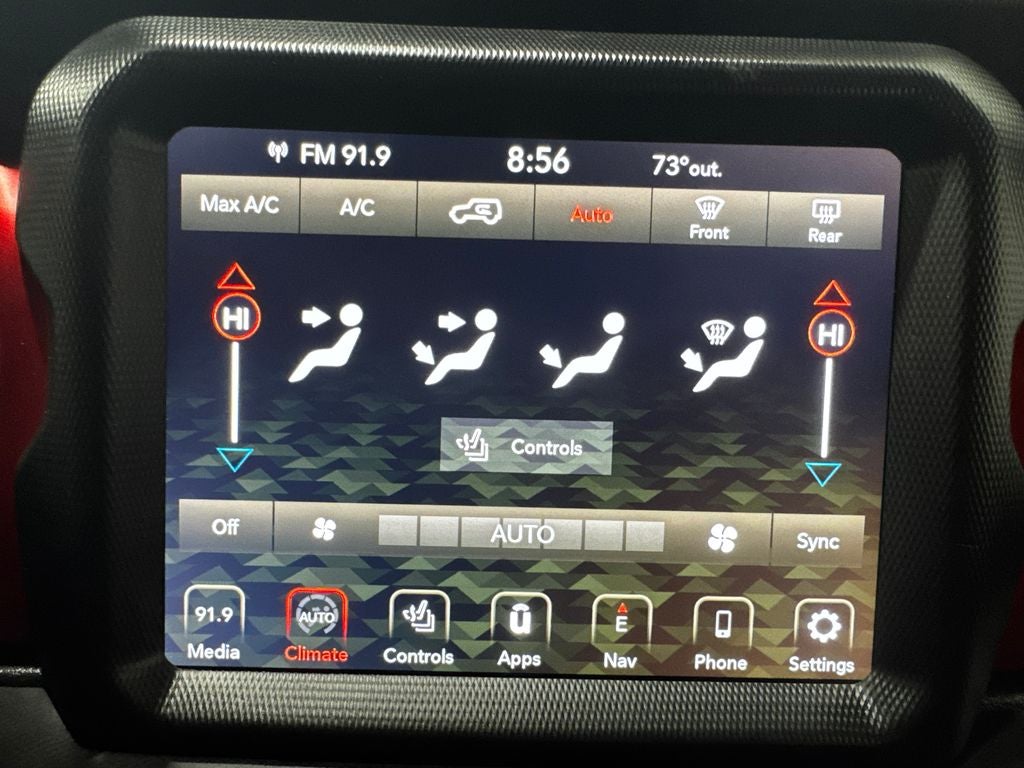 FM 91.9 8:56 73°out.
Max A/C A/C Auto Front Rear
HI HI
Controls
Off AUTO Sync
91.9 AUTO ū E
Media Climate Controls Apps Nav Phone Settings